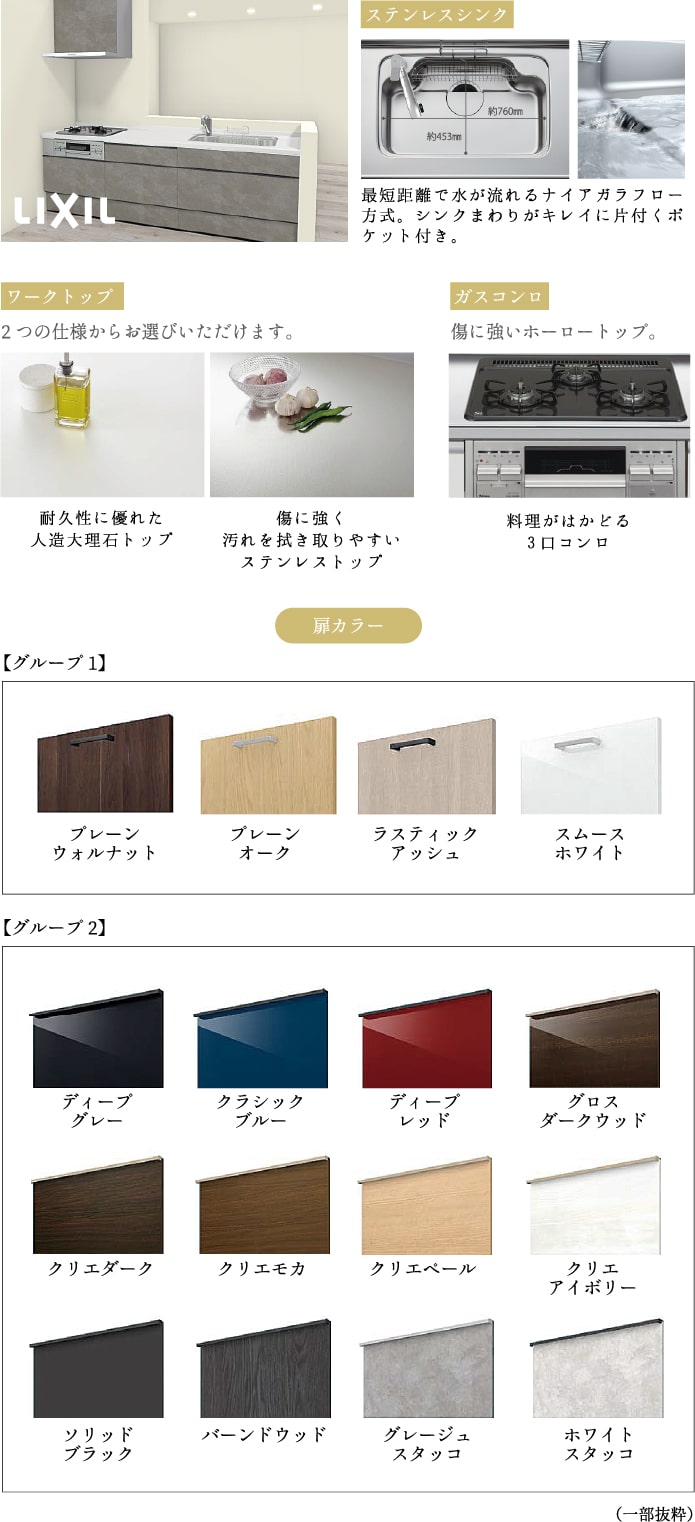 LIXIL
ステンレスシンク
約760mm
約453mm
最短距離で水が流れるナイアガラフロー
方式。シンクまわりがキレイに片付くポ
ケット付き。
ワークトップ
2つの仕様からお選びいただけます。
耐久性に優れた
人造大理石トップ
傷に強く
汚れを拭き取りやすい
ステンレストップ
ガスコンロ
傷に強いホーロートップ。
料理がはかどる
3口コンロ
扉カラー
【グループ1】
プレーン
ウォルナット
プレーン
オーク
ラスティック
アッシュ
スムース
ホワイト
【グループ2】
ディープ
グレー
クラシック
ブルー
ディープ
レッド
グロス
ダークウッド
クリエダーク
クリエモカ
クリエペール
クリエ
アイボリー
ソリッド
ブラック
バーンドウッド
グレージュ
スタッコ
ホワイト
スタッコ
（一部抜粋）